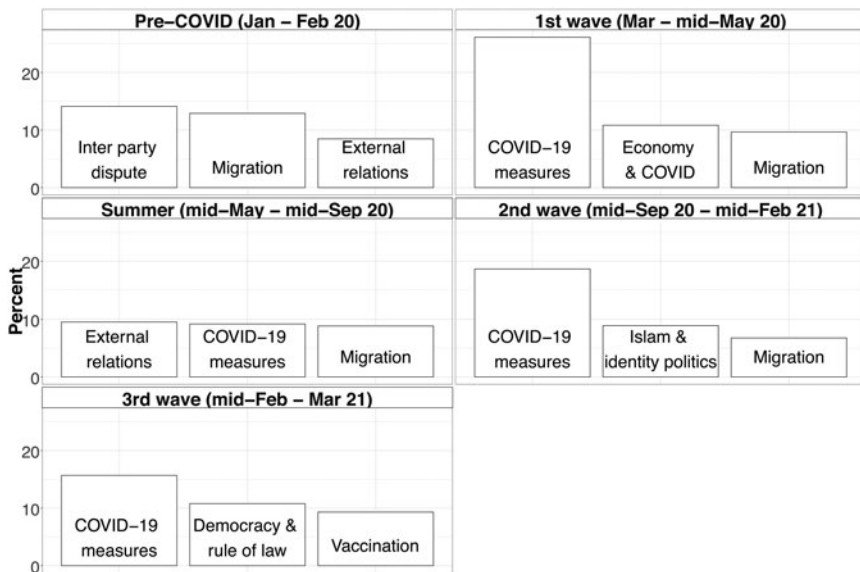 Pre–COVID (Jan – Feb 20)
20
10
0
Inter party
dispute
Migration
External
relations
1st wave (Mar – mid–May 20)
COVID–19
measures
Economy
& COVID
Migration
Percent
Summer (mid–May – mid–Sep 20)
20
10
0
External
relations
COVID–19
measures
Migration
2nd wave (mid–Sep 20 – mid–Feb 21)
COVID–19
measures
Islam &
identity politics
Migration
3rd wave (mid–Feb – Mar 21)
20
10
0
COVID–19
measures
Democracy &
rule of law
Vaccination